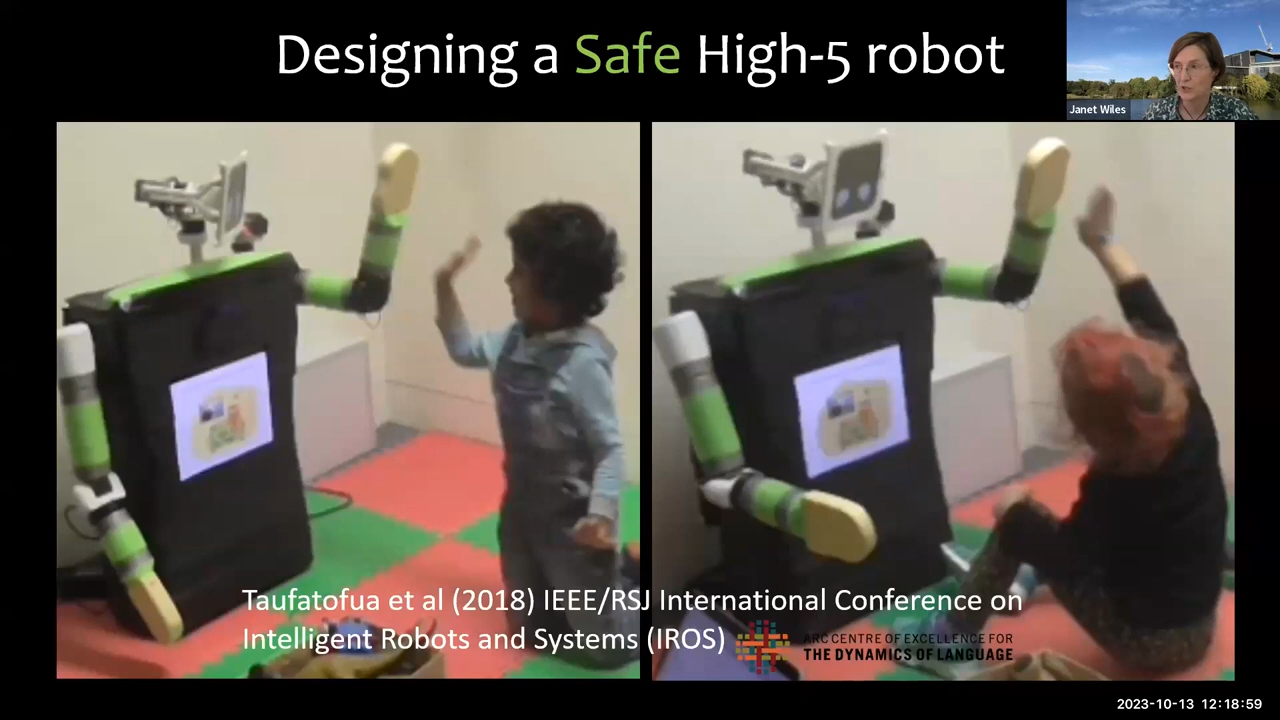 Designing a Safe High-5 robot
Janet Wiles
Taufatofua et al (2018) IEEE/RSJ International Conference on
Intelligent Robots and Systems (IROS)
ARC CENTRE OF EXCELLENCE FOR
THE DYNAMICS OF LANGUAGE
2023-10-13 12:18:59